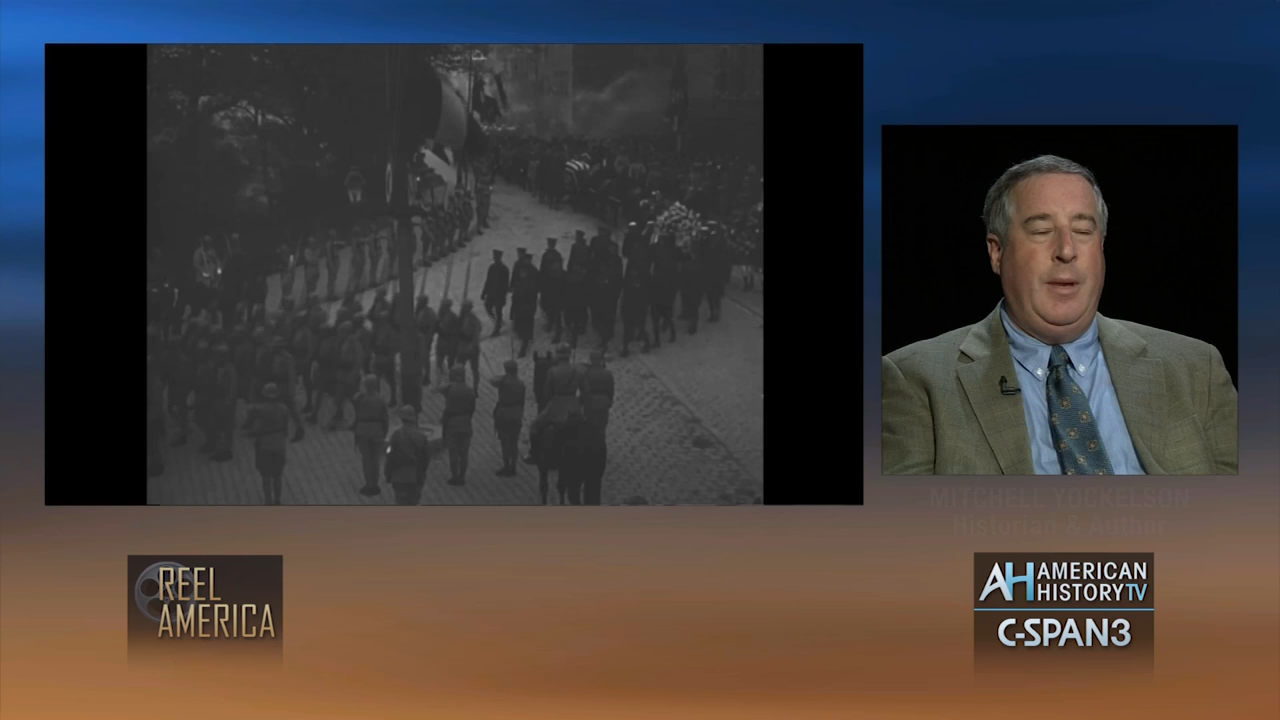 MITCHELL YOCKELSON
Historian & Author
REEL
AMERICA
AH AMERICAN
HISTORY TV
C-SPAN3